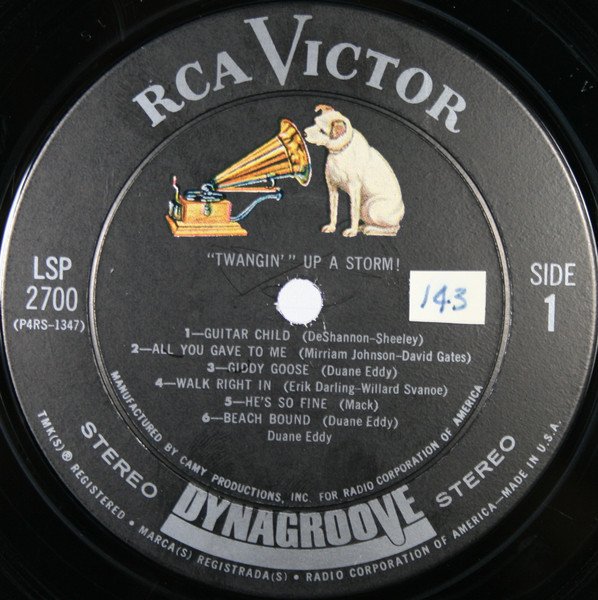 RCA VICTOR
"TWANGIN'" UP A STORM!
LSP
2700
(P4RS-1347)
SIDE
1
143
1—GUITAR CHILD (DeShannon-Sheeley)
2—ALL YOU GAVE TO ME (Mirriam Johnson-David Gates)
3—GIDDY GOOSE (Duane Eddy)
4—WALK RIGHT IN (Erik Darling-Willard Svanoe)
5—HE'S SO FINE (Mack)
6—BEACH BOUND (Duane Eddy)
Duane Eddy
MANUFACTURED BY CAMY PRODUCTIONS, INC. FOR RADIO CORPORATION OF AMERICA
STEREO
DYNAGROOVE
STEREO
TMK(S) ® REGISTERED • MARCA(S) REGISTRADA(S) • RADIO CORPORATION OF AMERICA—MADE IN U.S.A.